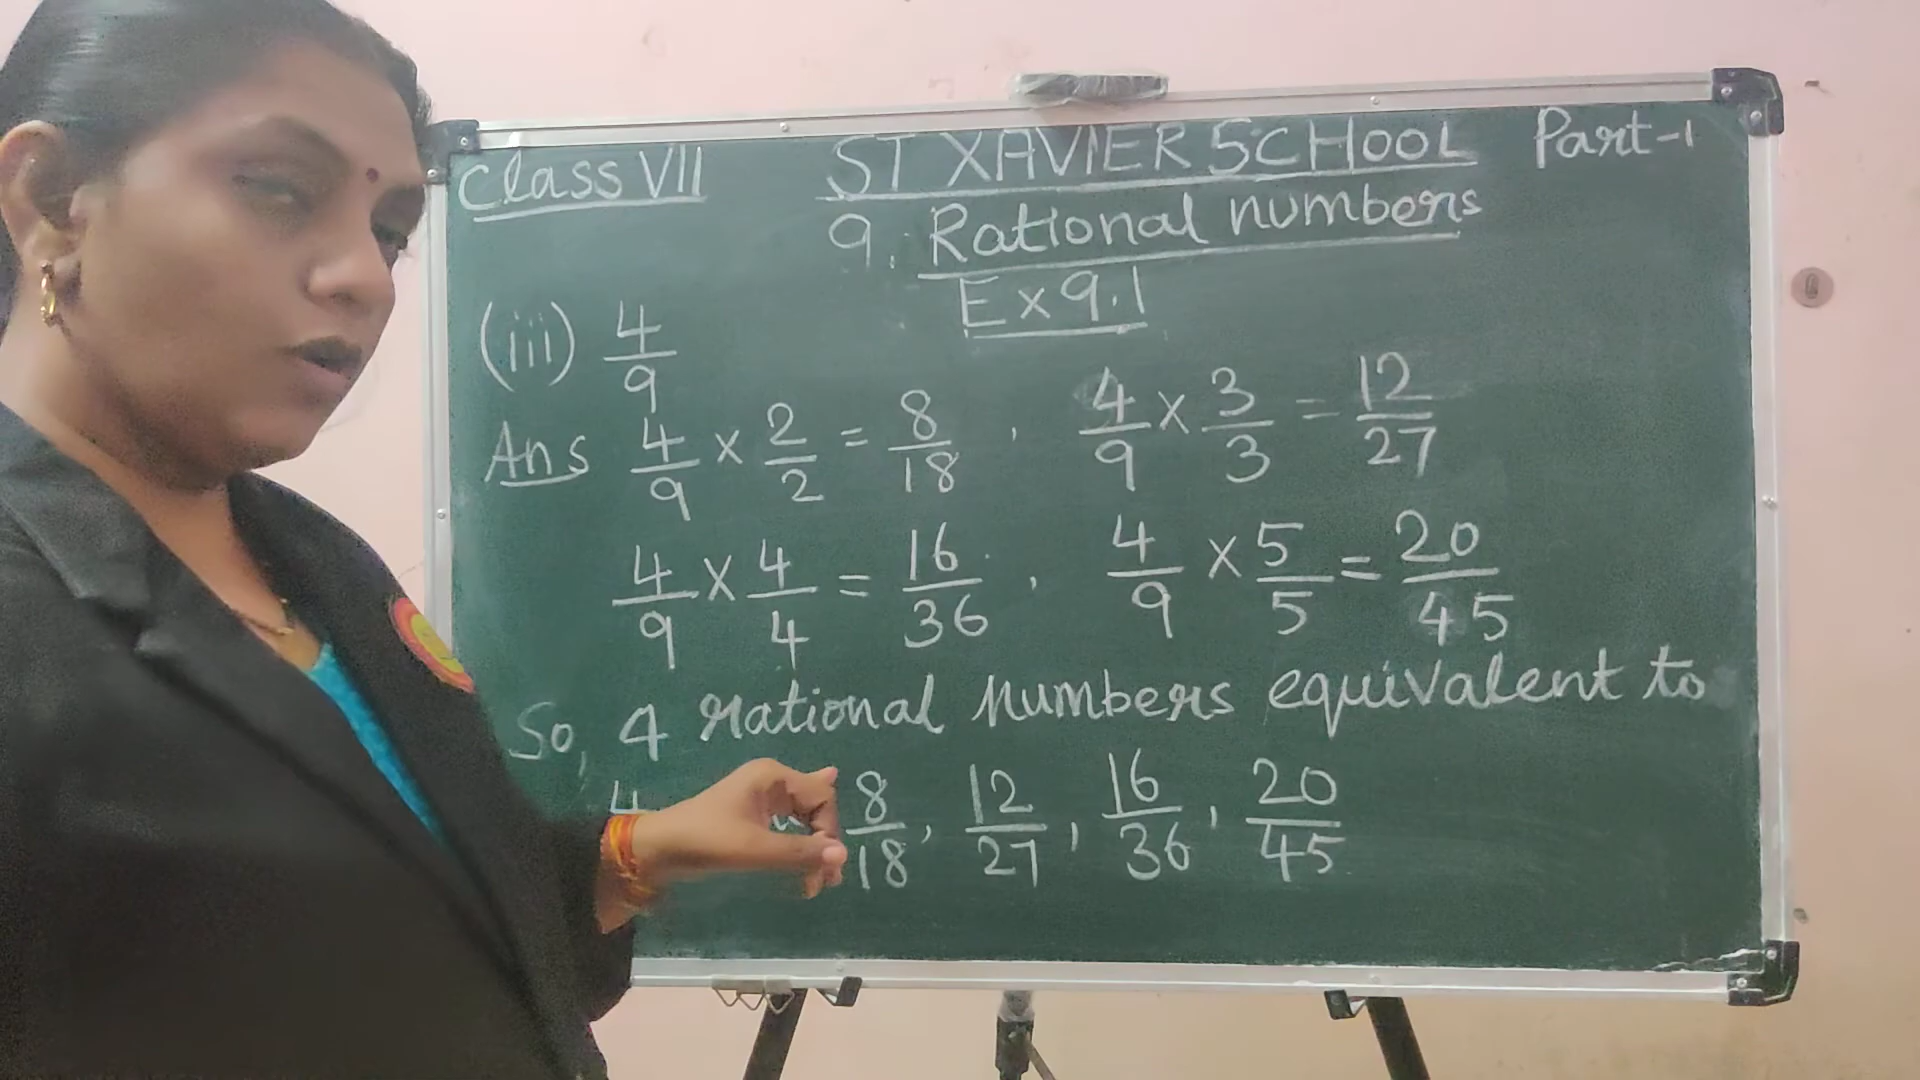 Class VII ST XAVIER SCHOOL Part-1
9. Rational numbers
Ex 9.1
(iii) 4/9
Ans 4/9 × 2/2 = 8/18 , 4/9 × 3/3 = 12/27
4/9 × 4/4 = 16/36 , 4/9 × 5/5 = 20/45
So, 4 rational numbers equivalent to
4 8/18 , 12/27 , 16/36 , 20/45